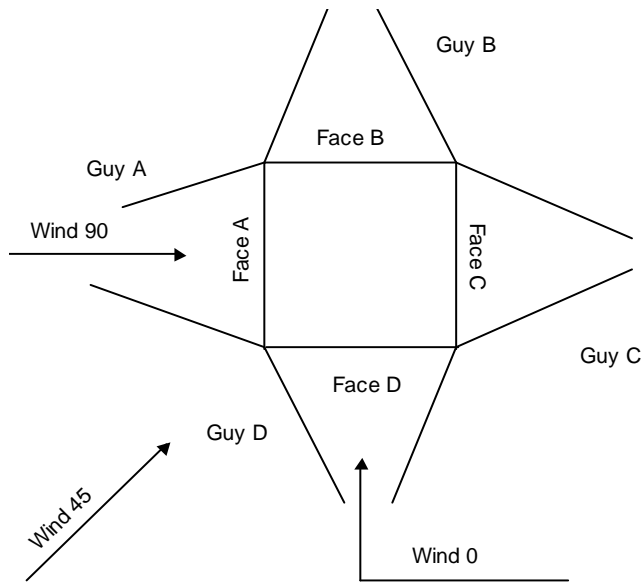 Guy B
Face B
Guy A
Wind 90
Face A
Face C
Guy C
Face D
Guy D
Wind 45
Wind 0